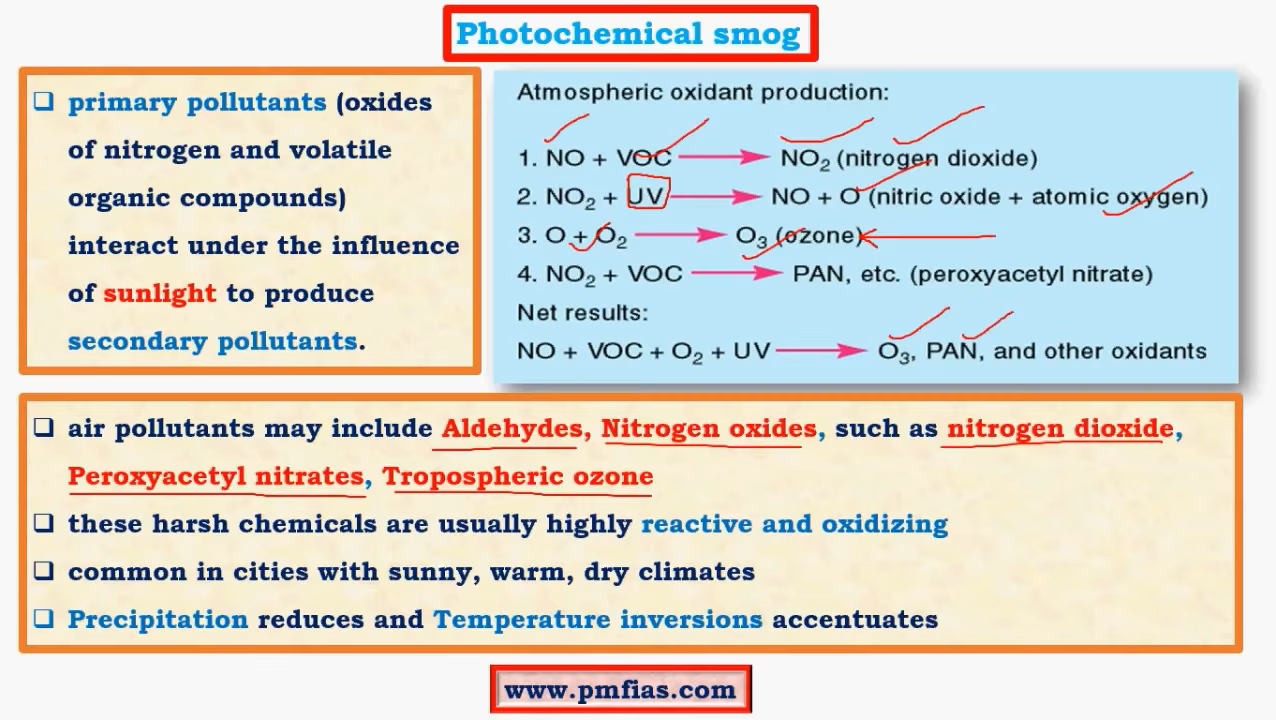 Photochemical smog
❑ primary pollutants (oxides
of nitrogen and volatile
organic compounds)
interact under the influence
of sunlight to produce
secondary pollutants.
Atmospheric oxidant production:
1. NO + VOC → NO₂ (nitrogen dioxide)
2. NO₂ + UV → NO + O (nitric oxide + atomic oxygen)
3. O + O₂ → O₃ (ozone)
4. NO₂ + VOC → PAN, etc. (peroxyacetyl nitrate)
Net results:
NO + VOC + O₂ + UV → O₃, PAN, and other oxidants
❑ air pollutants may include Aldehydes, Nitrogen oxides, such as nitrogen dioxide,
Peroxyacetyl nitrates, Tropospheric ozone
❑ these harsh chemicals are usually highly reactive and oxidizing
❑ common in cities with sunny, warm, dry climates
❑ Precipitation reduces and Temperature inversions accentuates
www.pmfias.com